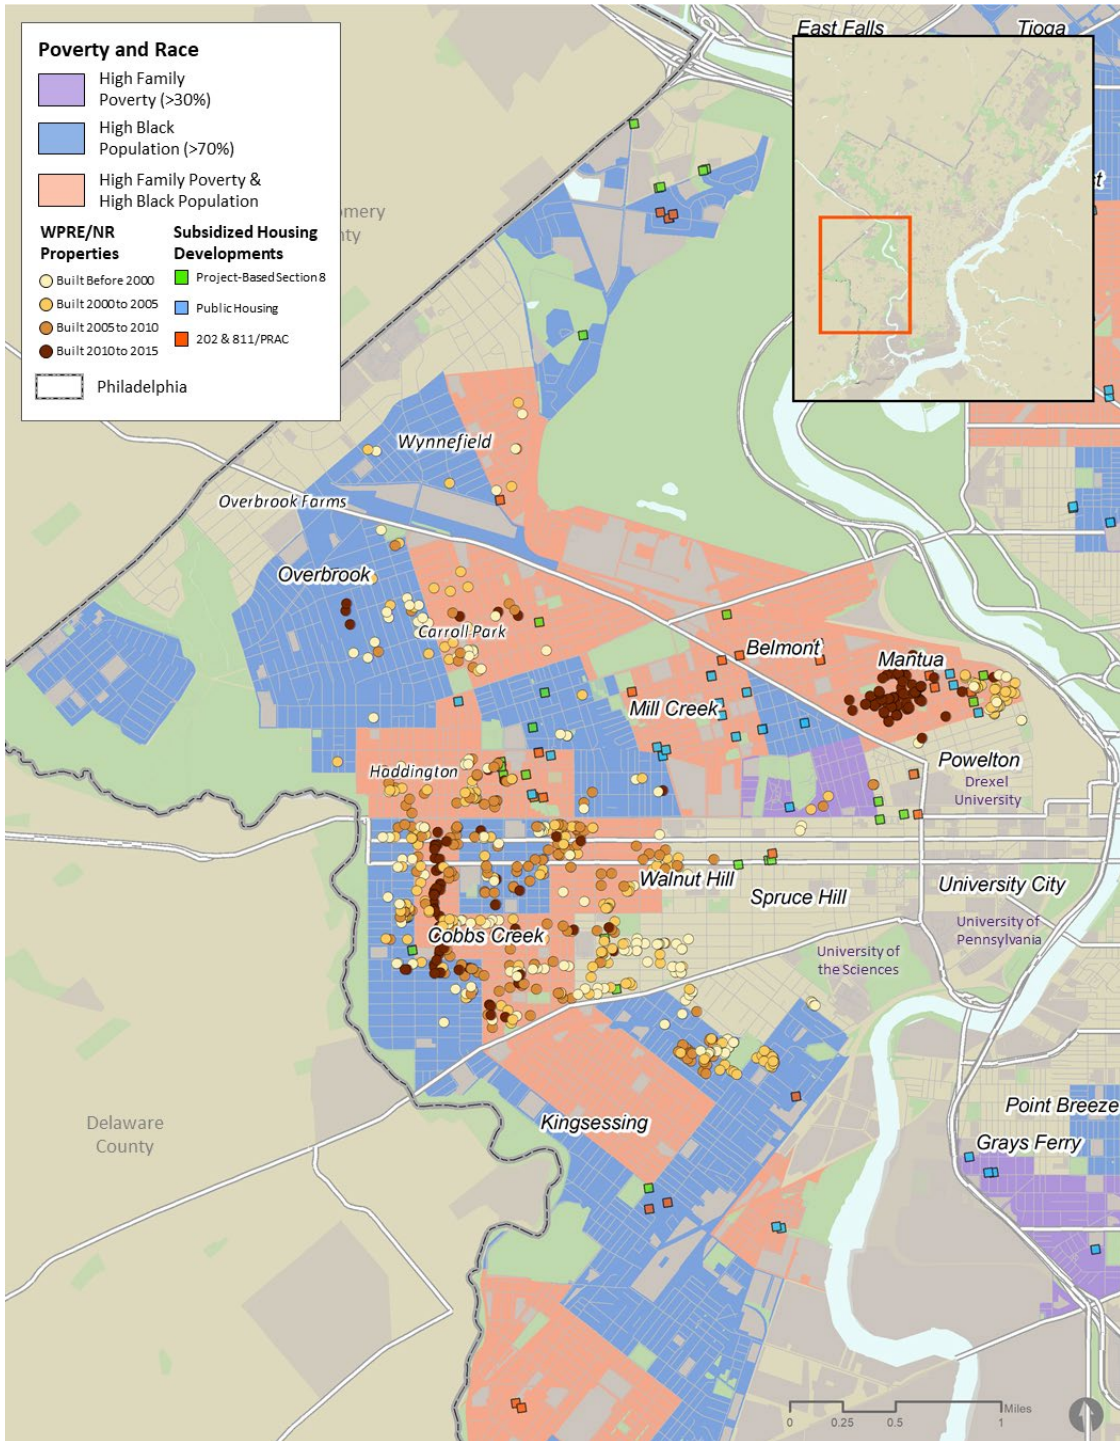 East Falls
Tioga
Poverty and Race
High Family
Poverty (>30%)
High Black
Population (>70%)
High Family Poverty &
High Black Population
WPRE/NR
Properties
Built Before 2000
Built 2000 to 2005
Built 2005 to 2010
Built 2010 to 2015
Subsidized Housing
Developments
Project-Based Section 8
Public Housing
202 & 811/PRAC
Philadelphia
omery
nty
st
Wynnefield
Overbrook Farms
Overbrook
Carroll Park
Belmont
Mantua
Mill Creek
Haddington
Powelton
Drexel
University
Walnut Hill
Spruce Hill
University City
Cobbs Creek
University of
Pennsylvania
University of
the Sciences
Kingsessing
Delaware
County
Point Breeze
Grays Ferry
Miles
0 0.25 0.5 1